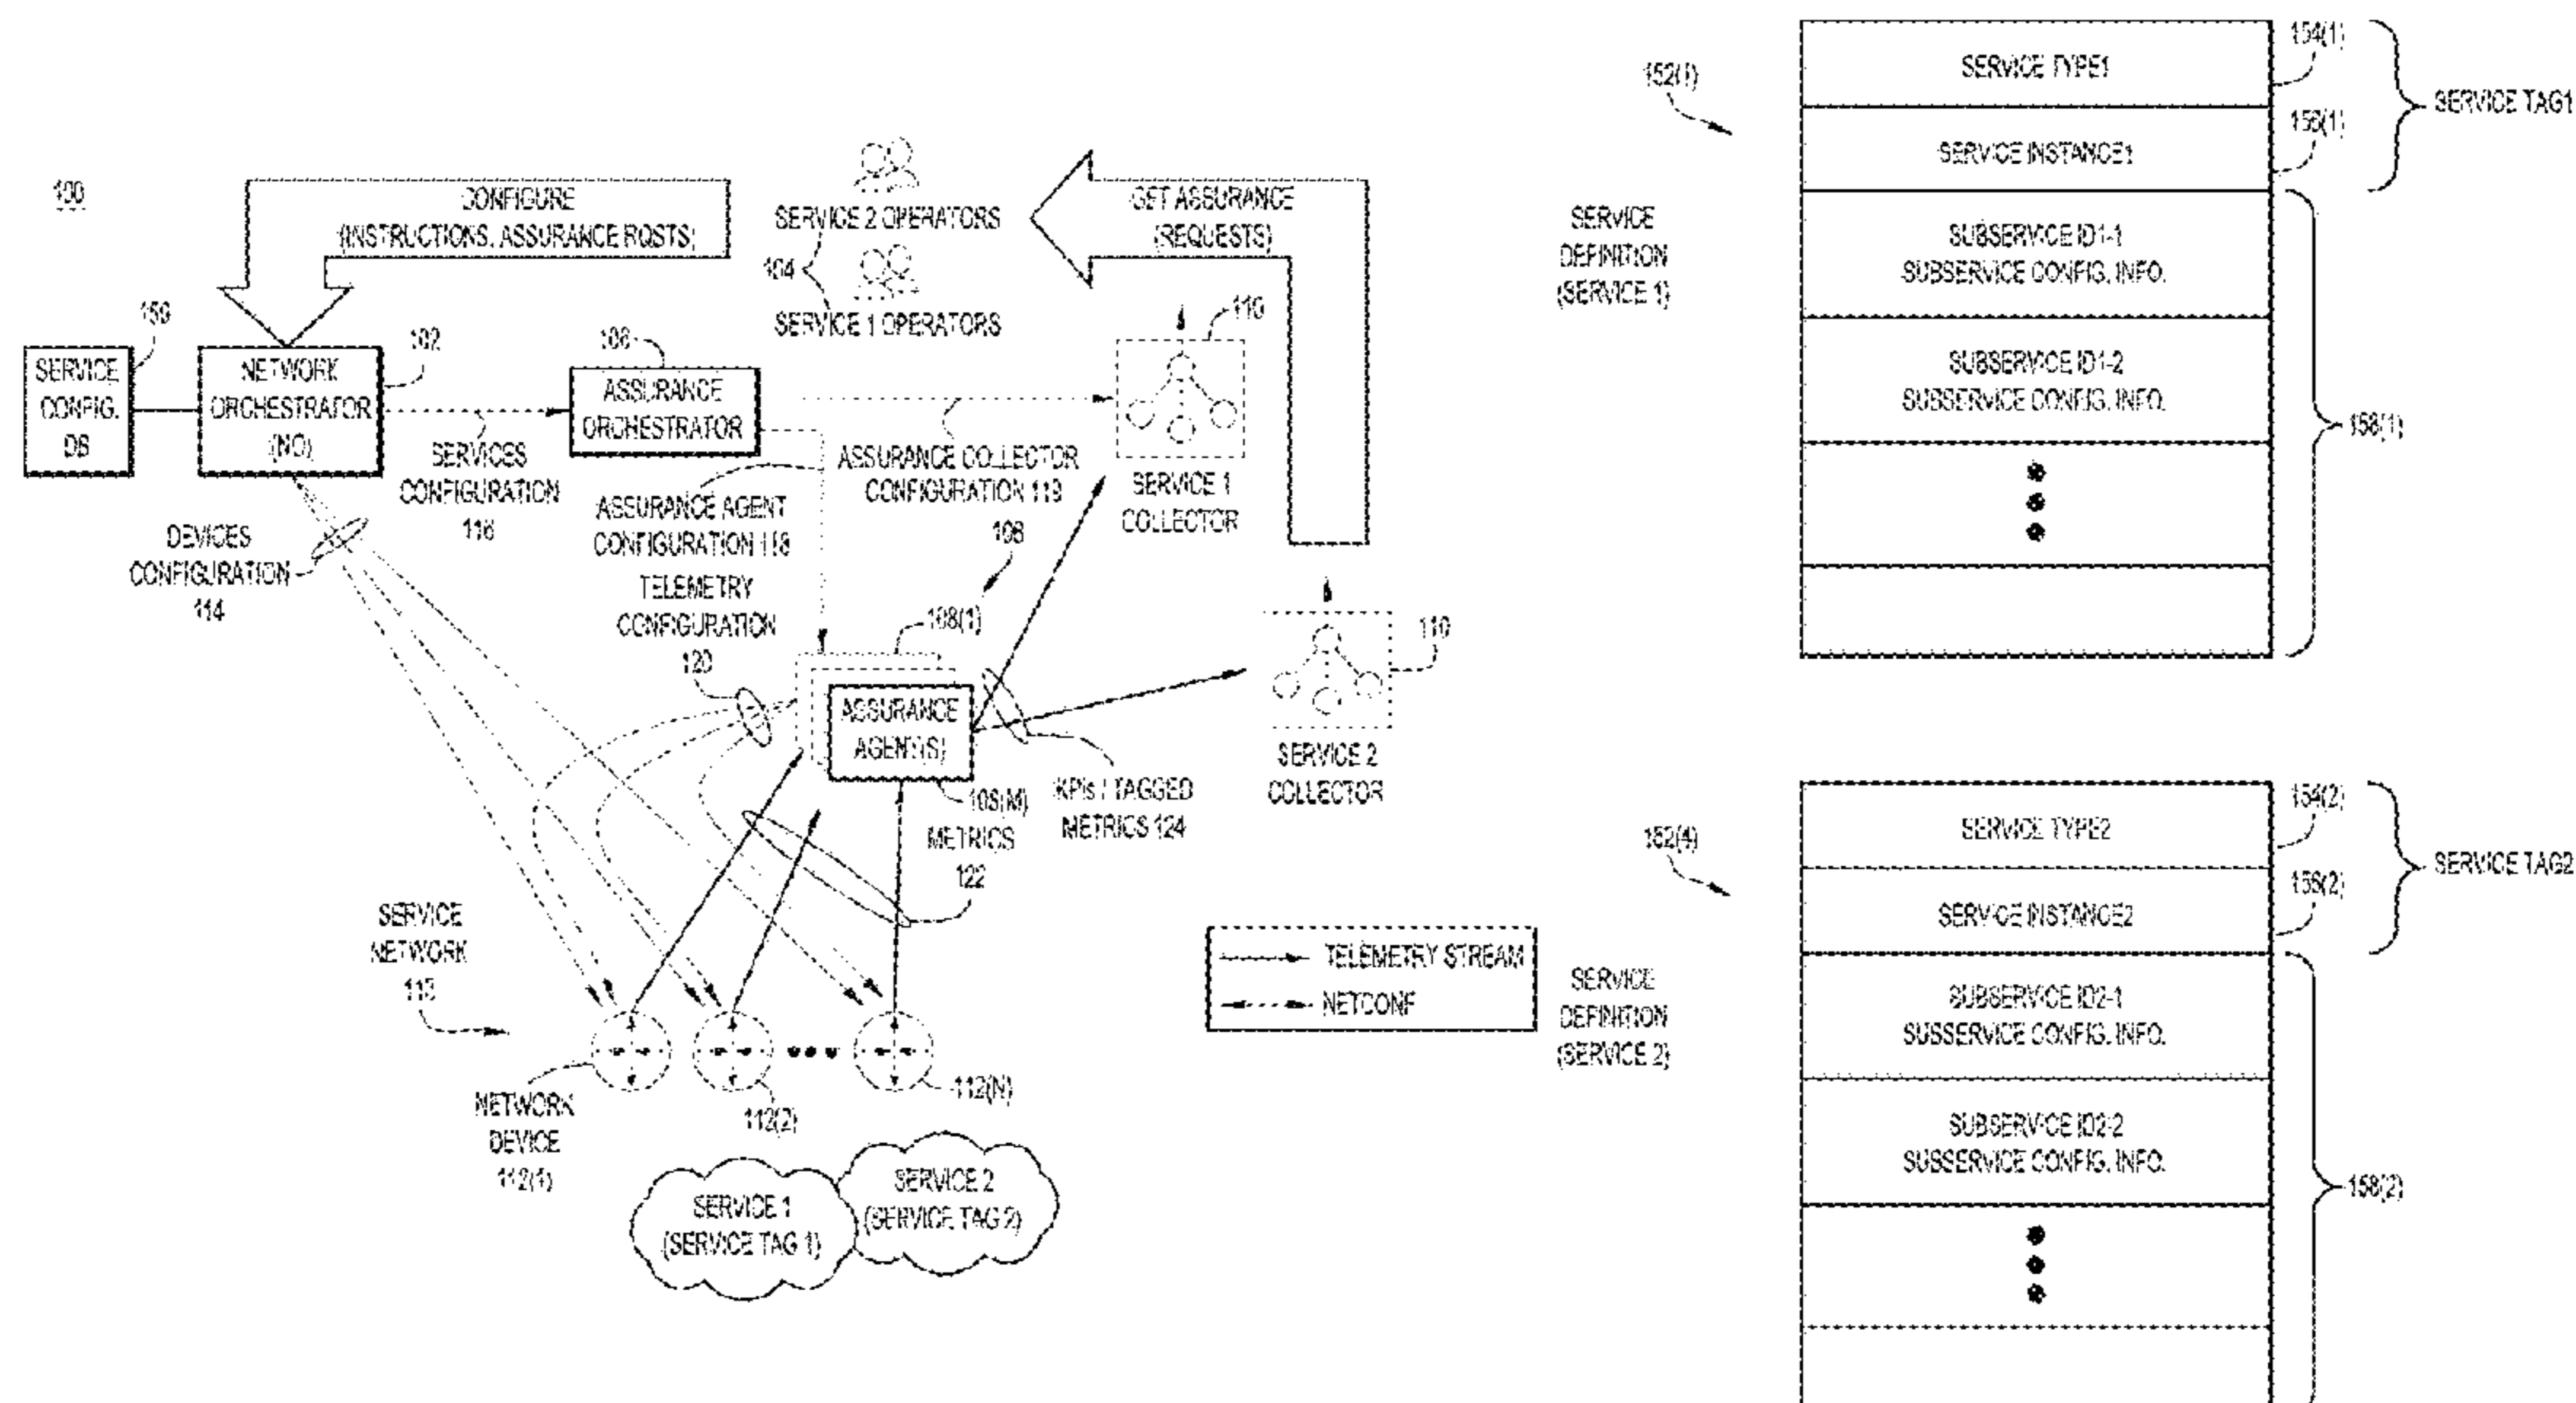 100
CONFIGURE
(INSTRUCTIONS, ASSURANCE RQSTS)
SERVICE 2 OPERATORS
104
SERVICE 1 OPERATORS
GET ASSURANCE
(REQUESTS)
SERVICE
CONFIG.
DB
NETWORK
ORCHESTRATOR
(NO)
102
SERVICES
CONFIGURATION
116
106
ASSURANCE
ORCHESTRATOR
ASSURANCE COLLECTOR
CONFIGURATION 119
110
SERVICE 1
COLLECTOR
DEVICES
CONFIGURATION
114
ASSURANCE AGENT
CONFIGURATION 118
TELEMETRY
CONFIGURATION
120
108(1)
ASSURANCE
AGENT(S)
108(M)
METRICS
122
KPIs / TAGGED
METRICS 124
110
SERVICE 2
COLLECTOR
SERVICE
NETWORK
NETWORK
DEVICE
112(1)
112(2)
112(N)
SERVICE 1
(SERVICE TAG 1)
SERVICE 2
(SERVICE TAG 2)
TELEMETRY STREAM
NETCONF
152(1)
SERVICE
DEFINITION
(SERVICE 1)
SERVICE TYPE1
SERVICE INSTANCE1
154(1)
156(1)
SERVICE TAG1
SUBSERVICE ID1-1
SUBSERVICE CONFIG. INFO.
SUBSERVICE ID1-2
SUBSERVICE CONFIG. INFO.
158(1)
152(4)
SERVICE
DEFINITION
(SERVICE 2)
SERVICE TYPE2
SERVICE INSTANCE2
154(2)
156(2)
SERVICE TAG2
SUBSERVICE ID2-1
SUBSERVICE CONFIG. INFO.
SUBSERVICE ID2-2
SUBSERVICE CONFIG. INFO.
158(2)